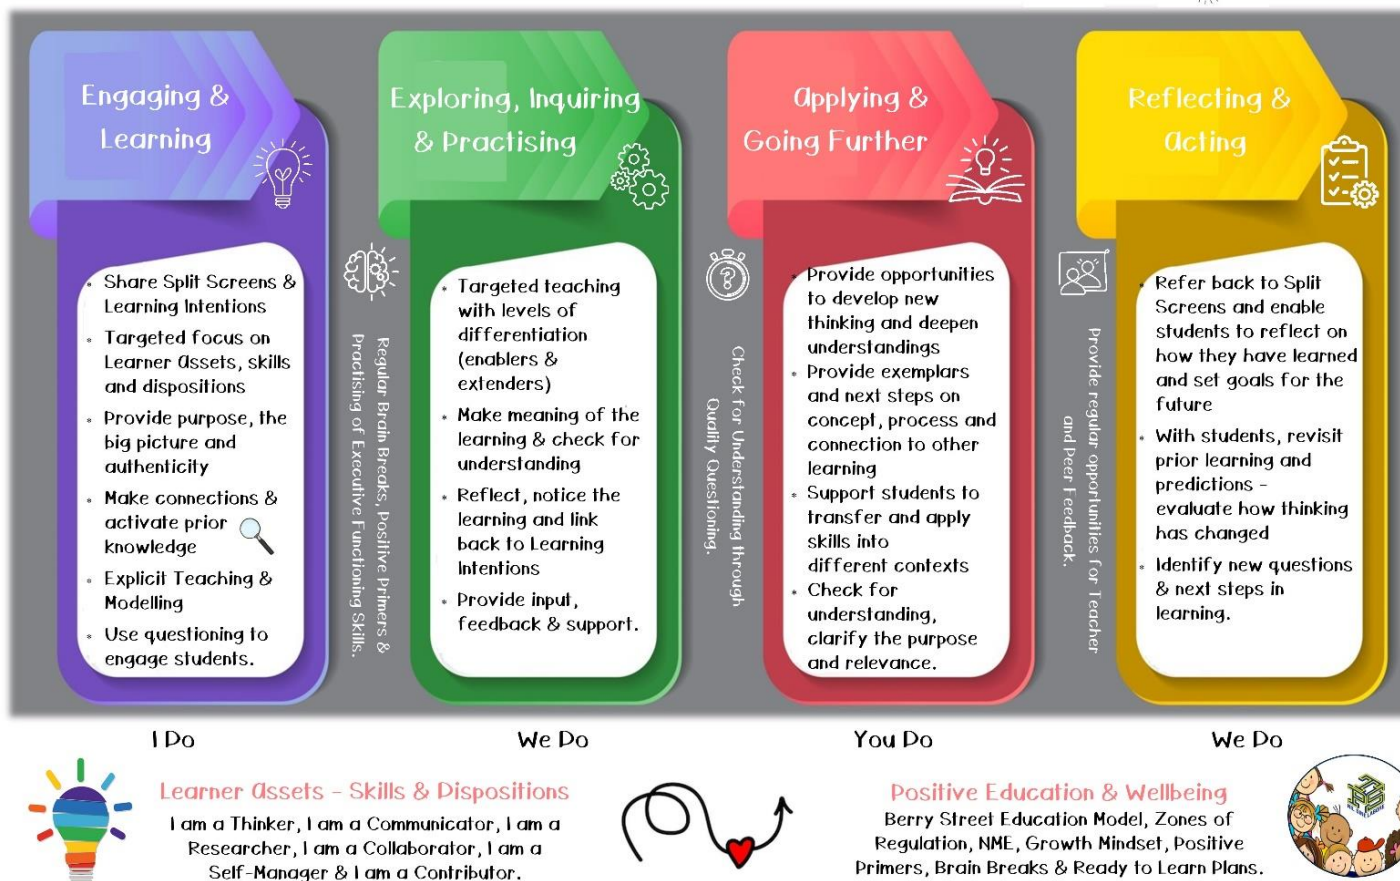 Engaging &
Learning
Share Split Screens &
Learning Intentions
Targeted focus on
Learner Assets, skills
and dispositions
Provide purpose, the
big picture and
authenticity
Make connections &
activate prior
knowledge
Explicit Teaching &
Modelling
Use questioning to
engage students.
I Do
Regular Brain Breaks, Positive Primers &
Practising of Executive Functioning Skills.
Exploring, Inquiring
& Practising
Targeted teaching
with levels of
differentiation
(enablers &
extenders)
Make meaning of the
learning & check for
understanding
Reflect, notice the
learning and link
back to Learning
Intentions
Provide input,
feedback & support.
We Do
Check for Understanding through
Quality Questioning.
Applying &
Going Further
Provide opportunities
to develop new
thinking and deepen
understandings
Provide exemplars
and next steps on
concept, process and
connection to other
learning
Support students to
transfer and apply
skills into
different contexts
Check for
understanding,
clarify the purpose
and relevance.
You Do
Provide regular opportunities for Teacher
and Peer Feedback.
Reflecting &
Acting
Refer back to Split
Screens and enable
students to reflect on
how they have learned
and set goals for the
future
With students, revisit
prior learning and
predictions -
evaluate how thinking
has changed
Identify new questions
& next steps in
learning.
We Do
Learner Assets - Skills & Dispositions
I am a Thinker, I am a Communicator, I am a
Researcher, I am a Collaborator, I am a
Self-Manager & I am a Contributor.
Positive Education & Wellbeing
Berry Street Education Model, Zones of
Regulation, NME, Growth Mindset, Positive
Primers, Brain Breaks & Ready to Learn Plans.